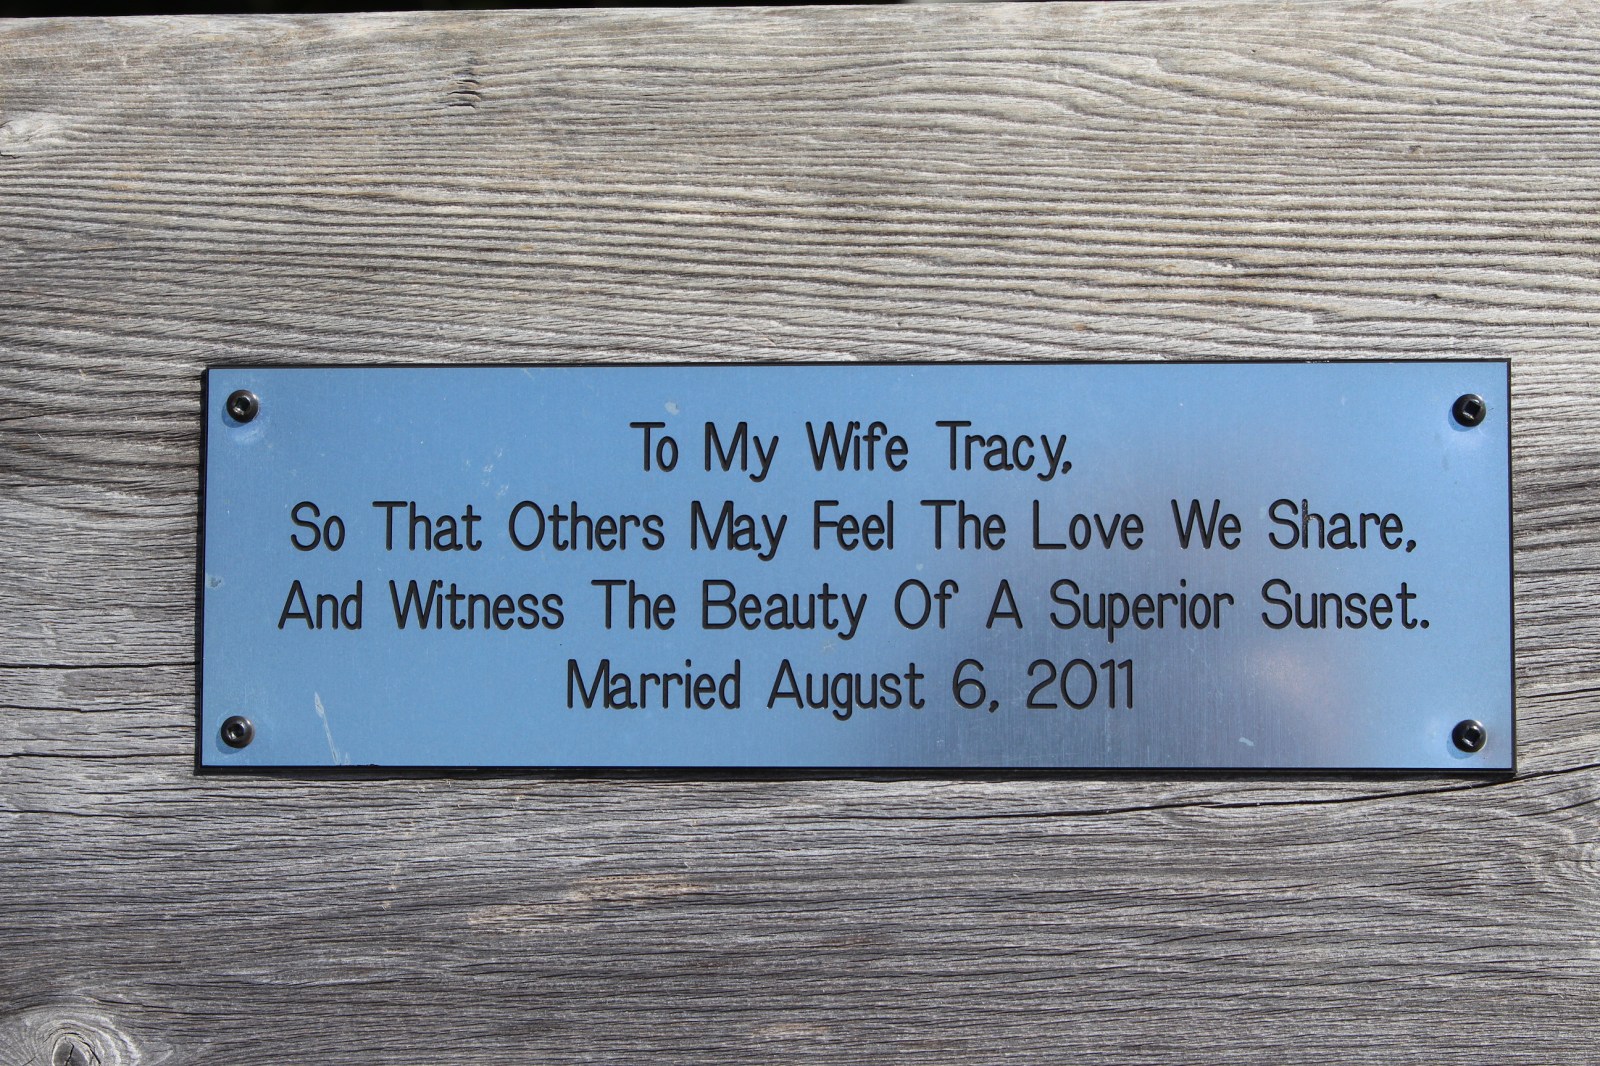 To My Wife Tracy,
So That Others May Feel The Love We Share,
And Witness The Beauty Of A Superior Sunset.
Married August 6, 2011